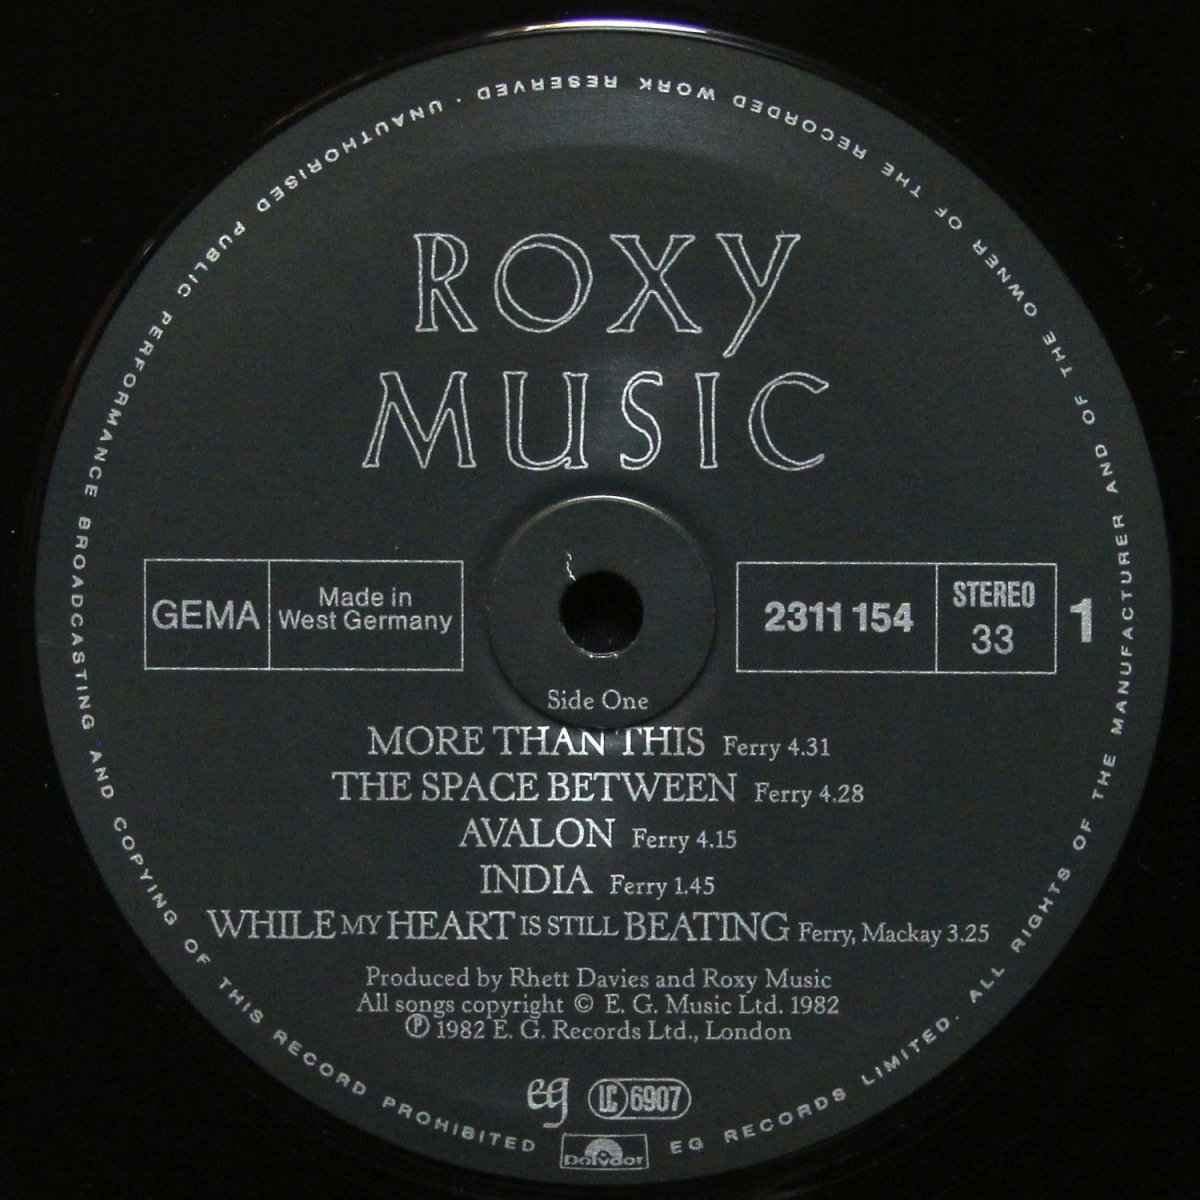 ROXY
MUSIC
GEMA
Made in
West Germany
2311 154
STEREO
33
1
Side One
MORE THAN THIS Ferry 4.31
THE SPACE BETWEEN Ferry 4.28
AVALON Ferry 4.15
INDIA Ferry 1.45
WHILE MY HEART IS STILL BEATING Ferry, Mackay 3.25
Produced by Rhett Davies and Roxy Music
All songs copyright © E. G. Music Ltd. 1982
℗ 1982 E. G. Records Ltd., London
eg
LC 6907
Polydor
EG RECORDS LIMITED. ALL RIGHTS OF THE MANUFACTURER AND OF THE OWNER OF THE RECORDED WORK RESERVED · UNAUTHORISED PUBLIC PERFORMANCE BROADCASTING AND COPYING OF THIS RECORD PROHIBITED